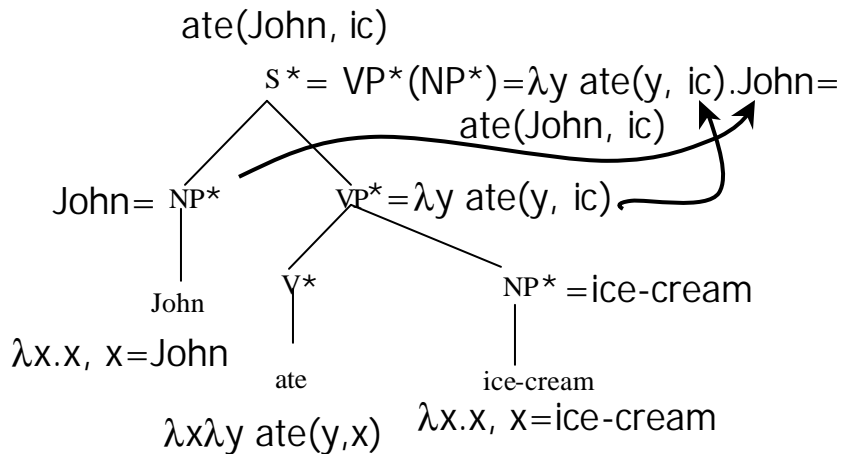 ate(John, ic)
S*= VP*(NP*)=λy ate(y, ic).John=
ate(John, ic)
John= NP* VP*=λy ate(y, ic)
V* NP* =ice-cream
John
λx.x, x=John
ate ice-cream
λxλy ate(y,x) λx.x, x=ice-cream